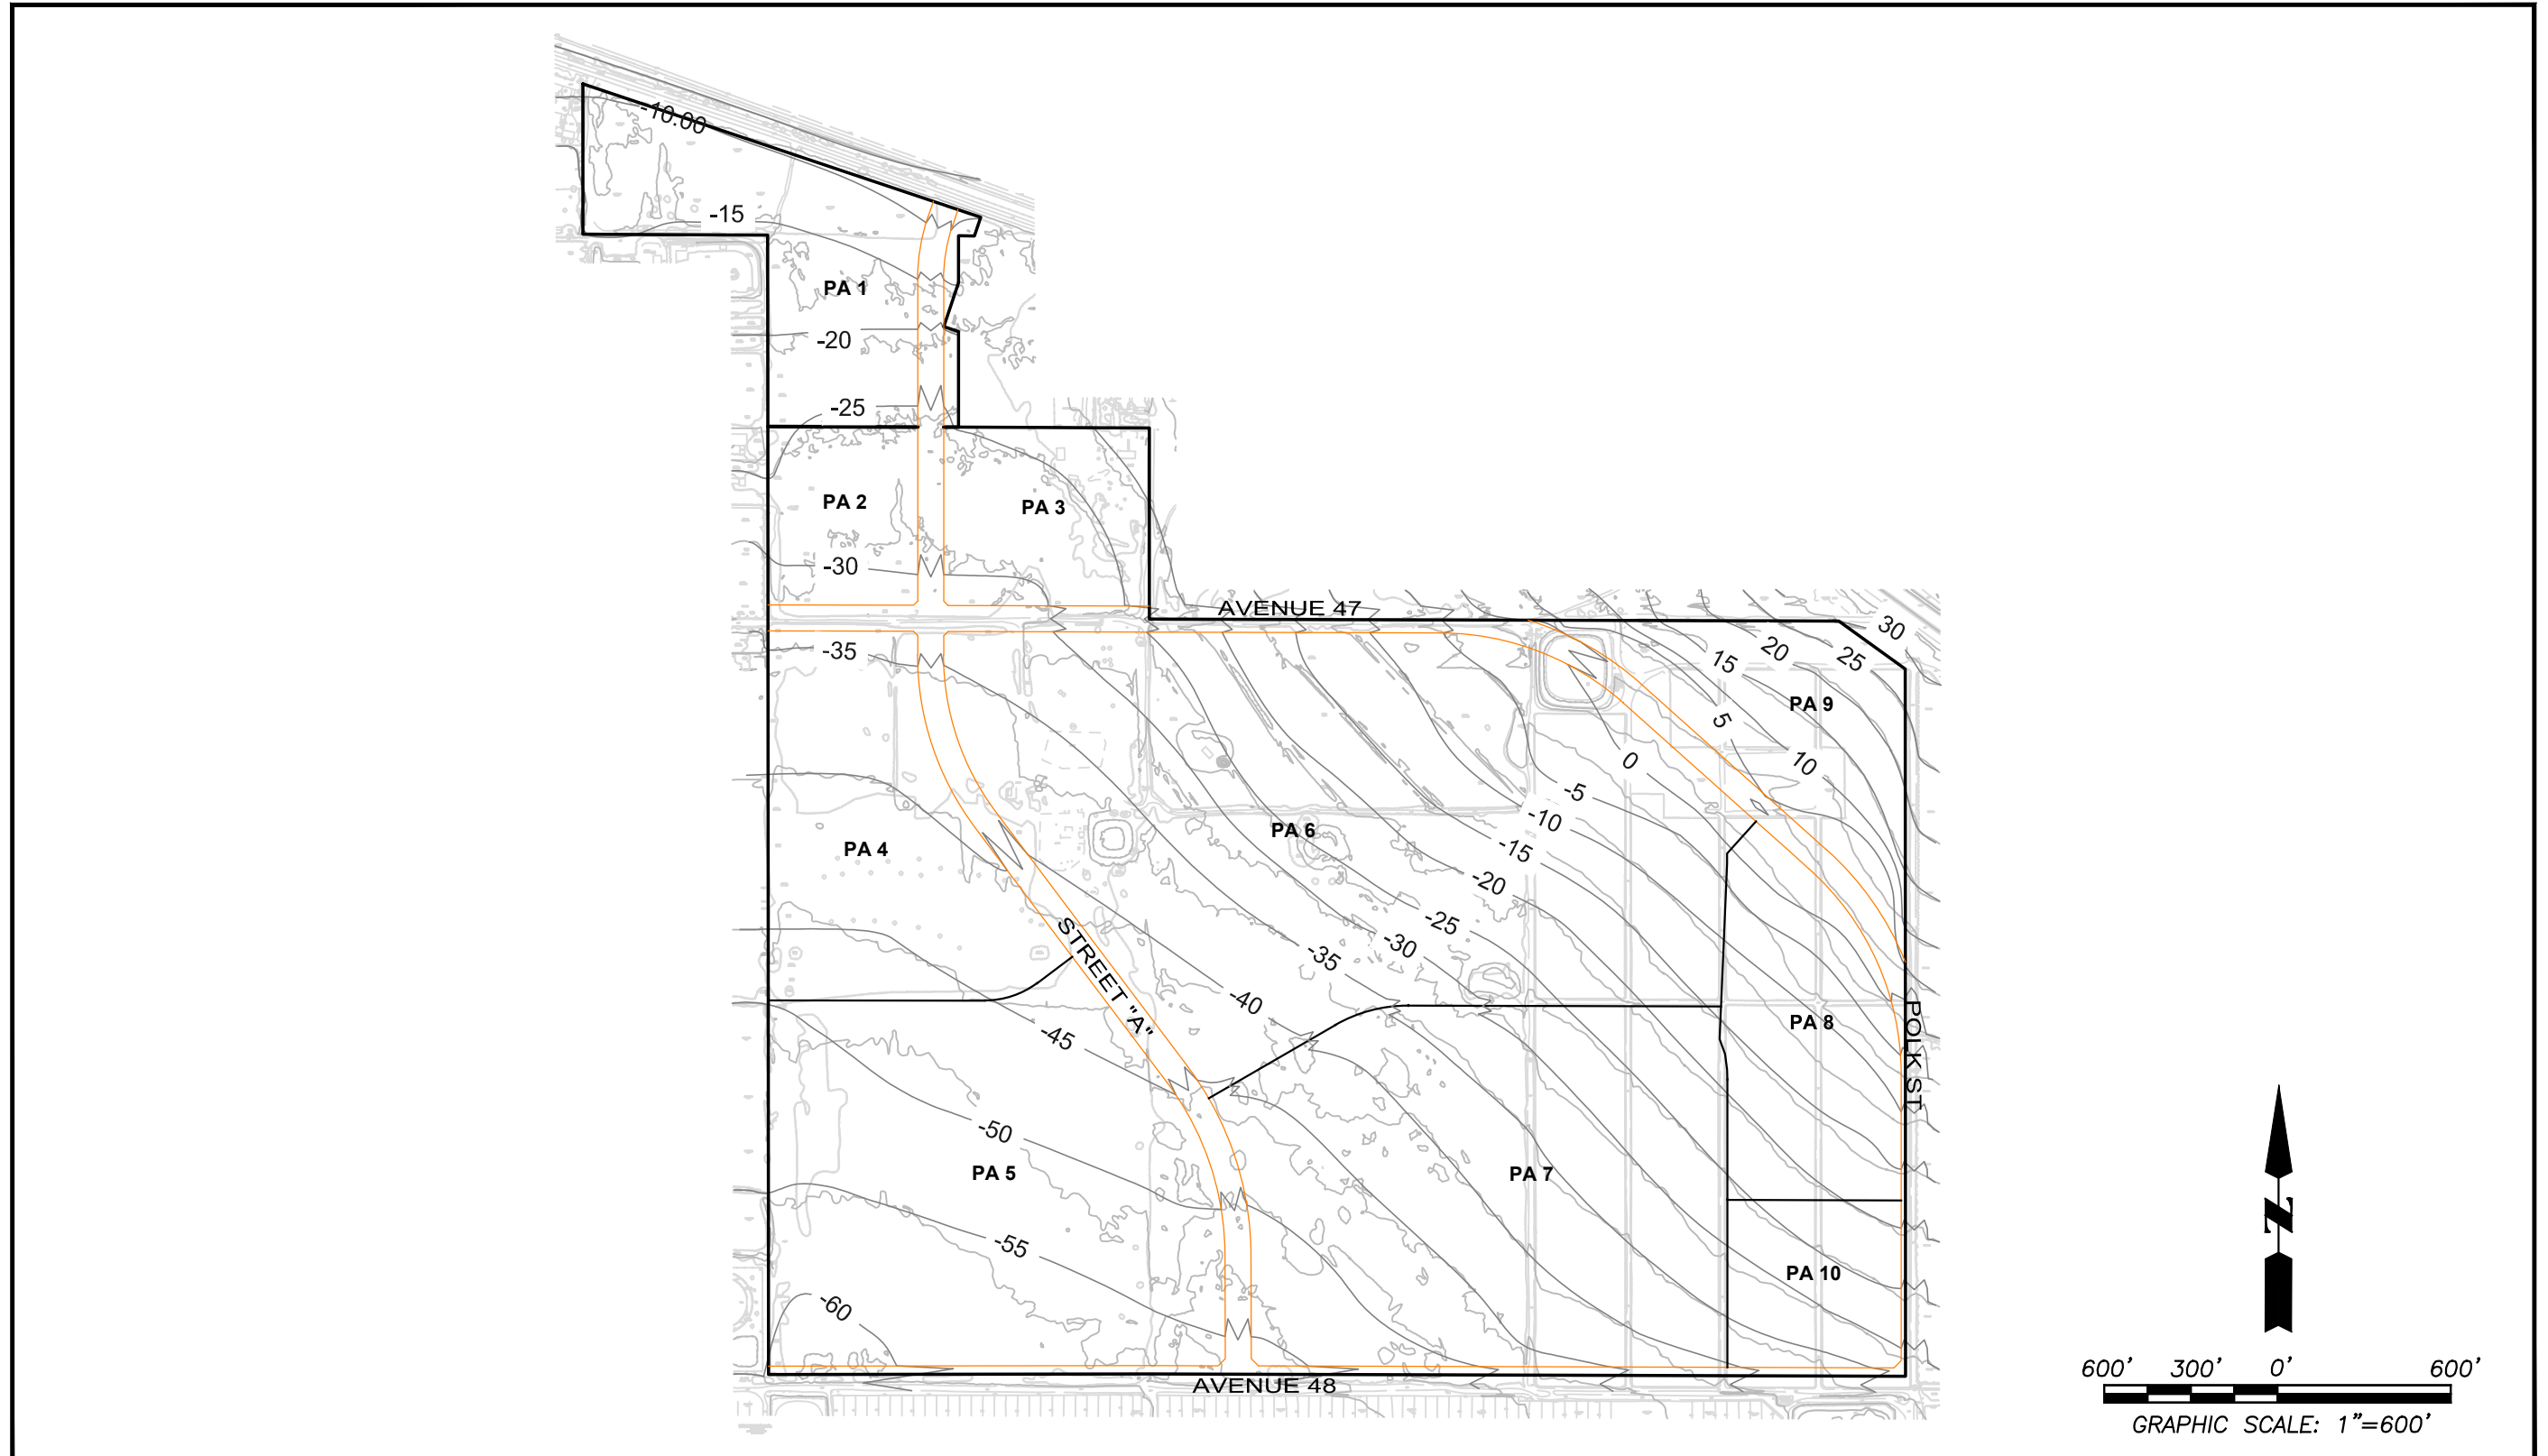 -10.00
-15
PA 1
-20
-25
PA 2
PA 3
-30
AVENUE 47
-35
30
20
25
15
PA 9
5
10
0
-5
-10
PA 6
-15
PA 4
-20
-25
-30
-35
STREET "A"
-40
-45
PA 8
POLK ST
-50
PA 5
PA 7
-55
PA 10
-60
AVENUE 48
N
600' 300' 0' 600'
GRAPHIC SCALE: 1"=600'